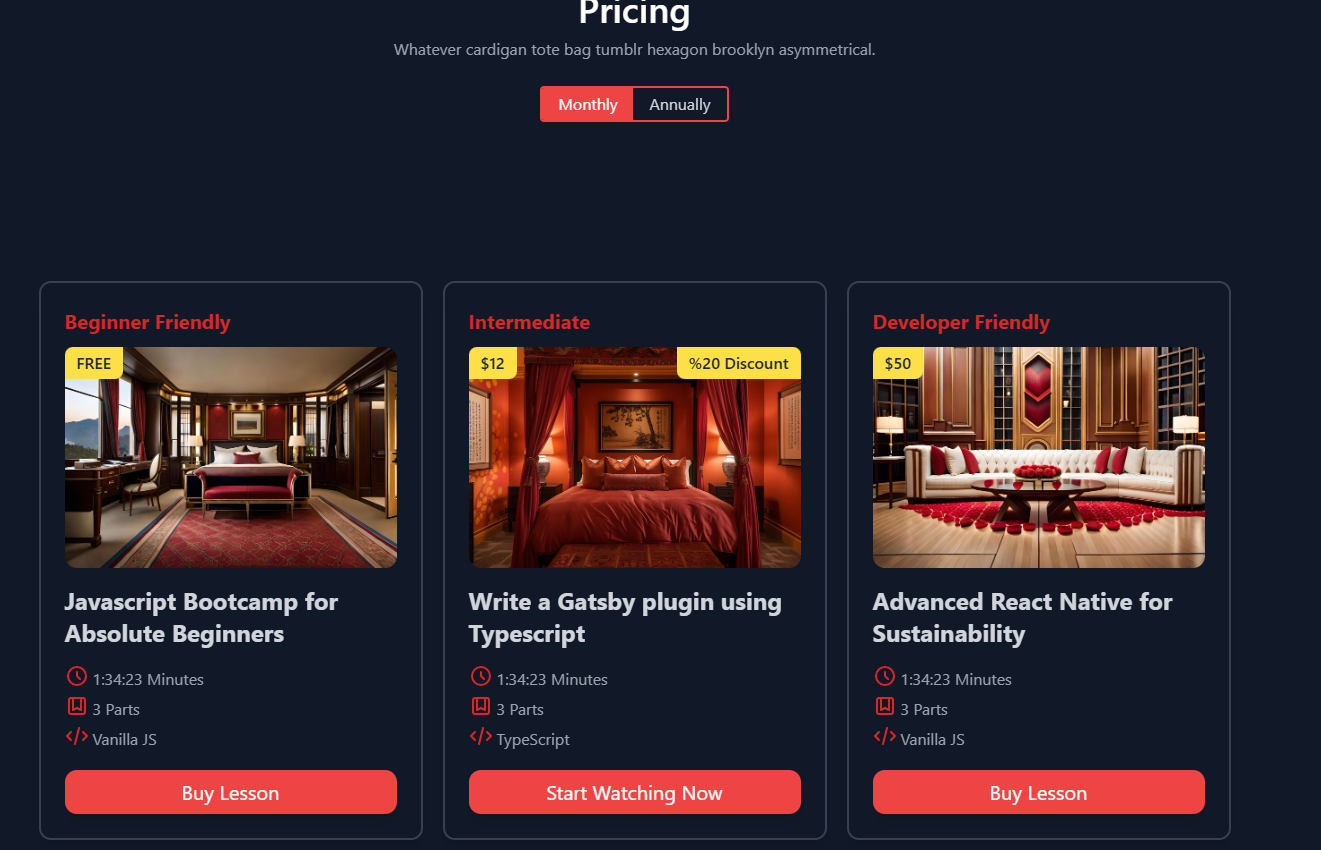 Pricing
Whatever cardigan tote bag tumblr hexagon brooklyn asymmetrical.
Monthly Annually
Beginner Friendly
FREE
Javascript Bootcamp for
Absolute Beginners
1:34:23 Minutes
3 Parts
Vanilla JS
Buy Lesson
Intermediate
$12 %20 Discount
Write a Gatsby plugin using
Typescript
1:34:23 Minutes
3 Parts
TypeScript
Start Watching Now
Developer Friendly
$50
Advanced React Native for
Sustainability
1:34:23 Minutes
3 Parts
Vanilla JS
Buy Lesson